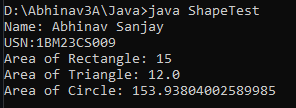 D:\Abhinav3A\Java>java ShapeTest
Name: Abhinav Sanjay
USN:1BM23CS009
Area of Rectangle: 15
Area of Triangle: 12.0
Area of Circle: 153.93804002589985